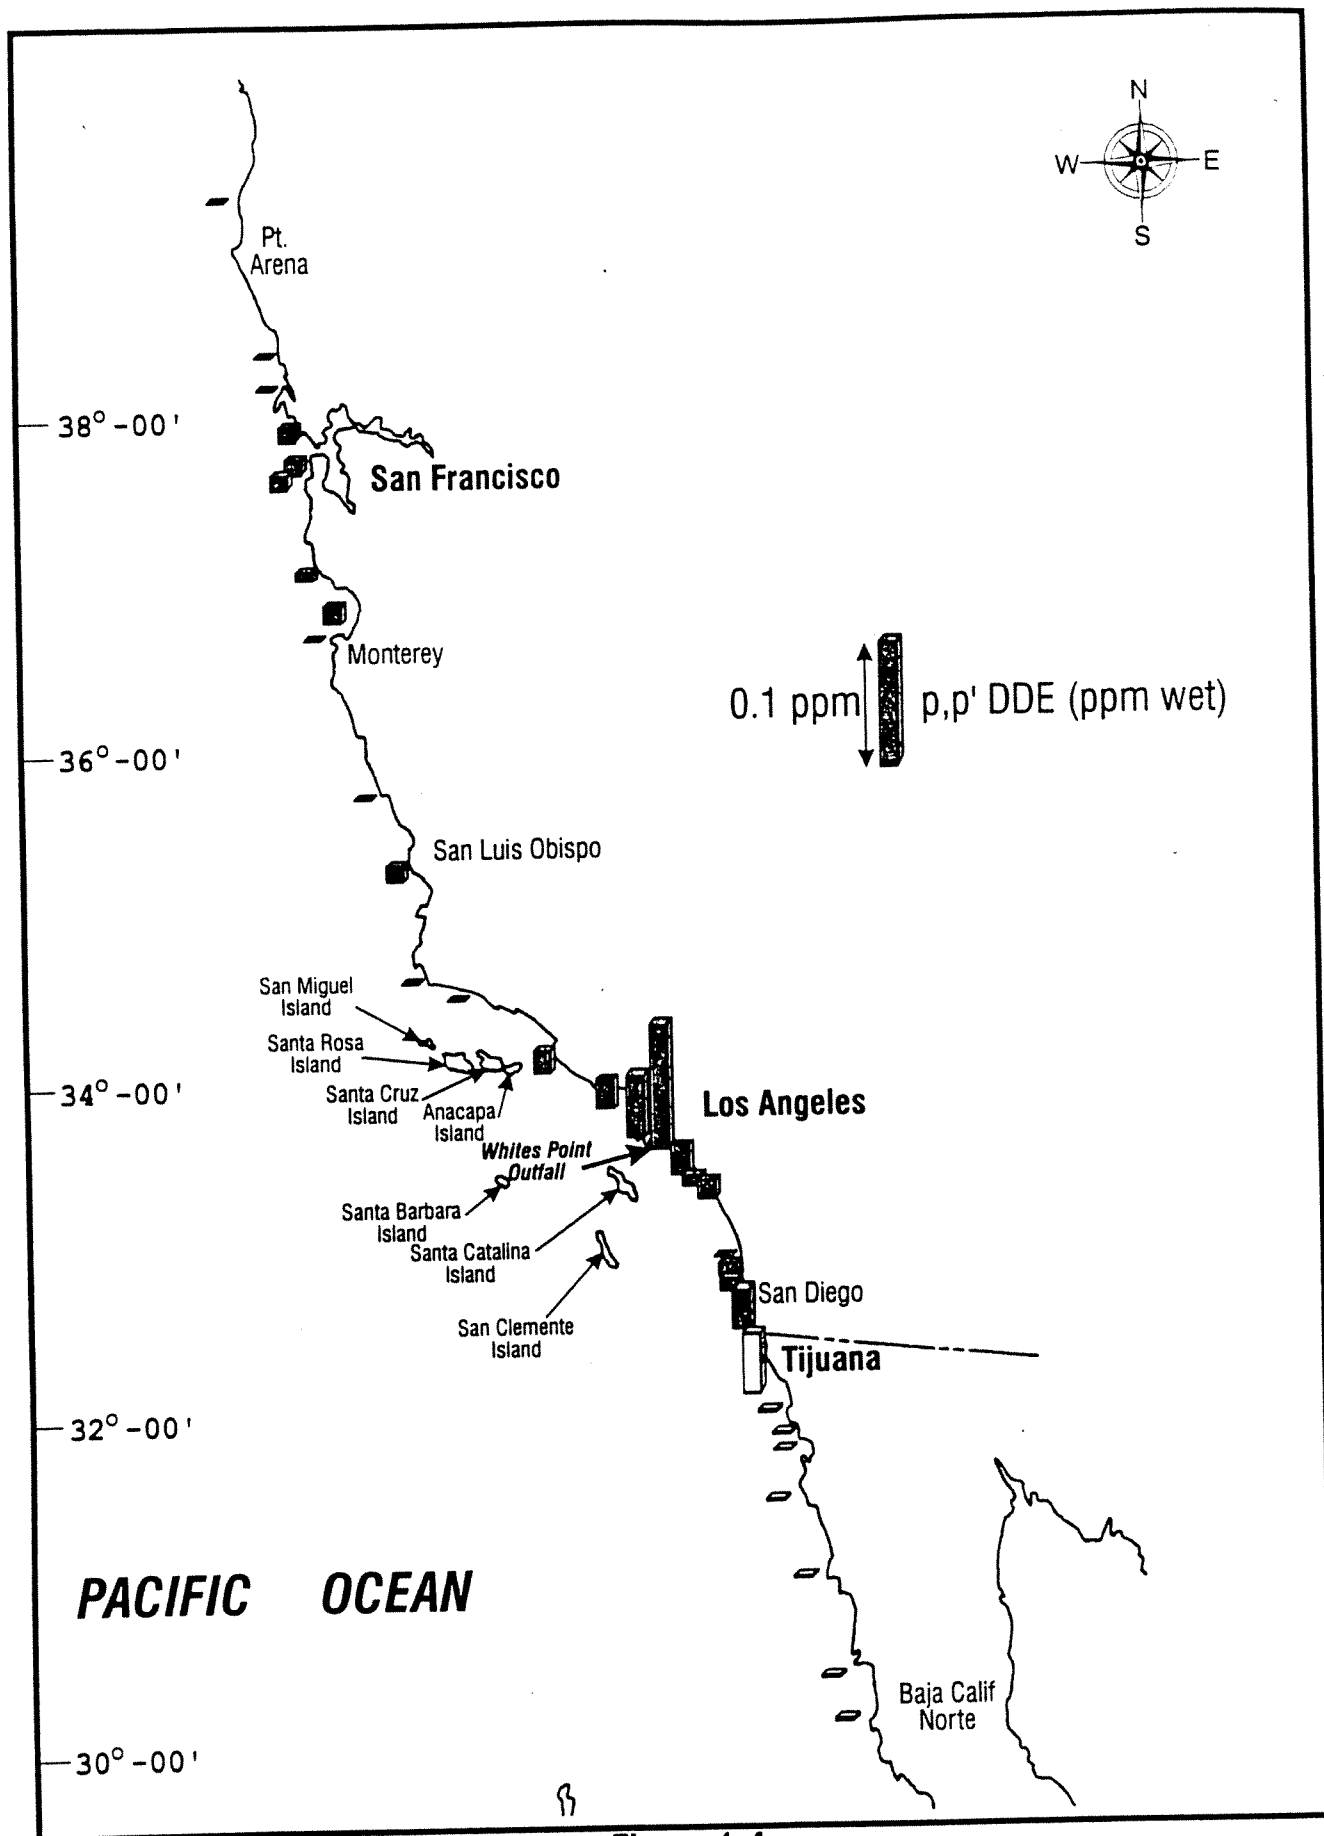 N
W E
S
Pt.
Arena
38°-00'
San Francisco
Monterey
0.1 ppm p,p' DDE (ppm wet)
36°-00'
San Luis Obispo
San Miguel
Island
Santa Rosa
Island
Santa Cruz
Island
Anacapa
Island
34°-00'
Los Angeles
Whites Point
Outfall
Santa Barbara
Island
Santa Catalina
Island
San Clemente
Island
San Diego
Tijuana
32°-00'
PACIFIC OCEAN
Baja Calif
Norte
30°-00'